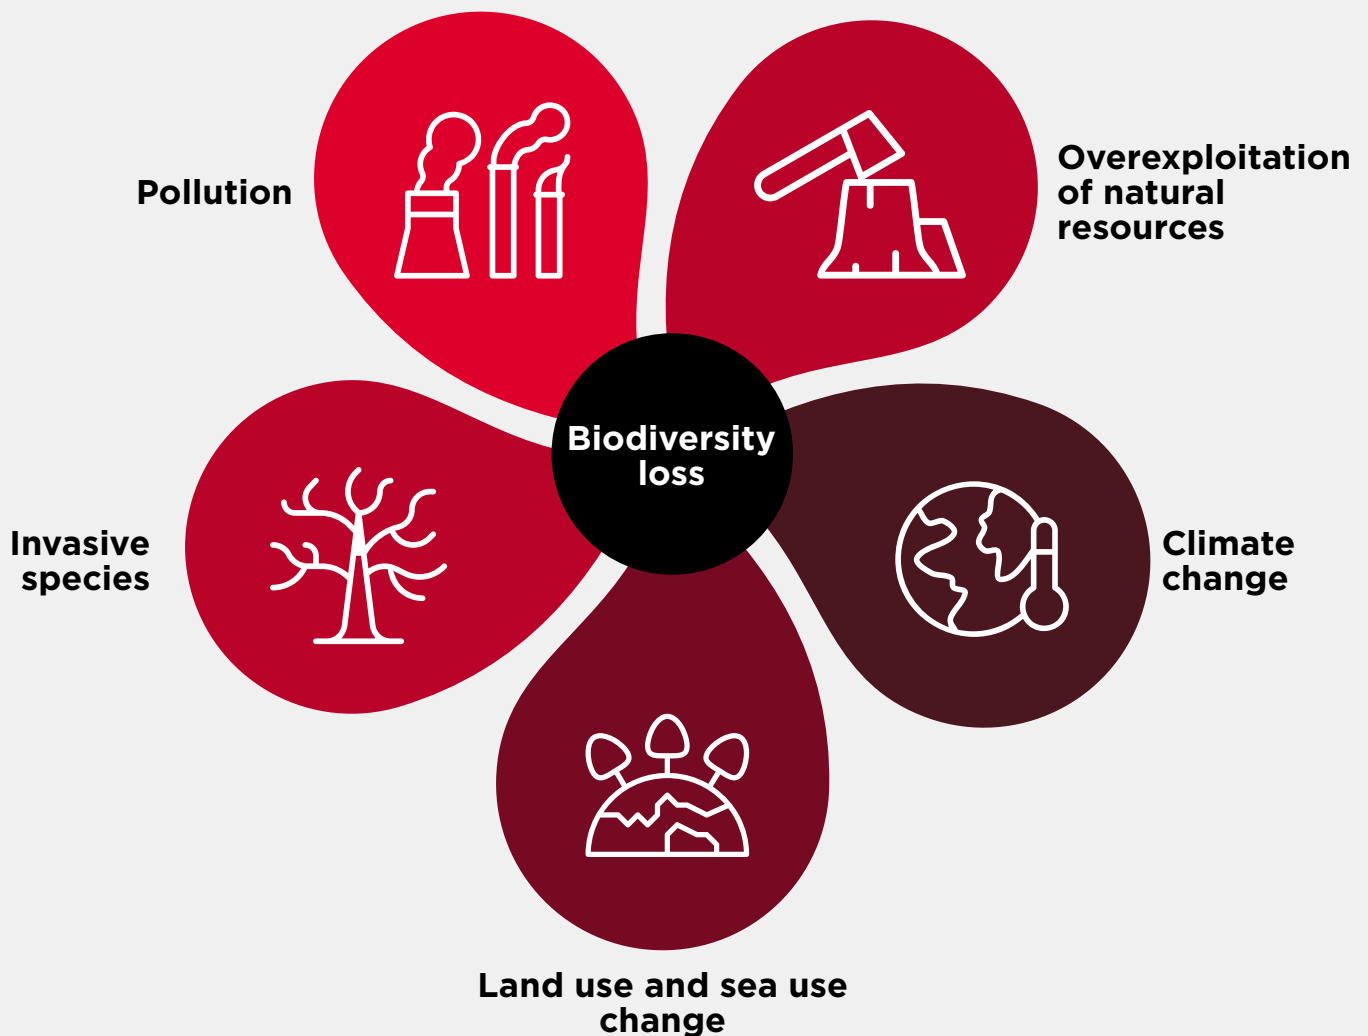 Pollution
Overexploitation
of natural
resources
Biodiversity
loss
Invasive
species
Climate
change
Land use and sea use
change